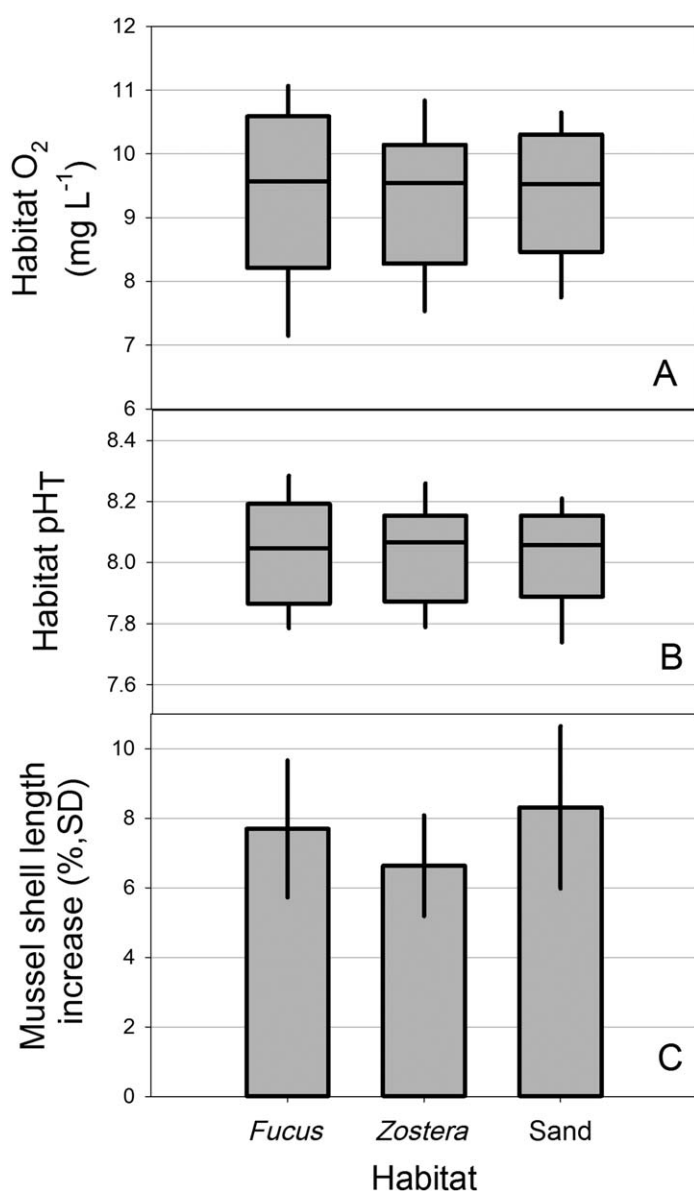 Habitat O2
(mg L-1)
12
11
10
9
8
7
6
A
Habitat pHT
8.4
8.2
8.0
7.8
7.6
B
Mussel shell length
increase (%,SD)
10
8
6
4
2
0
C
Fucus Zostera Sand
Habitat